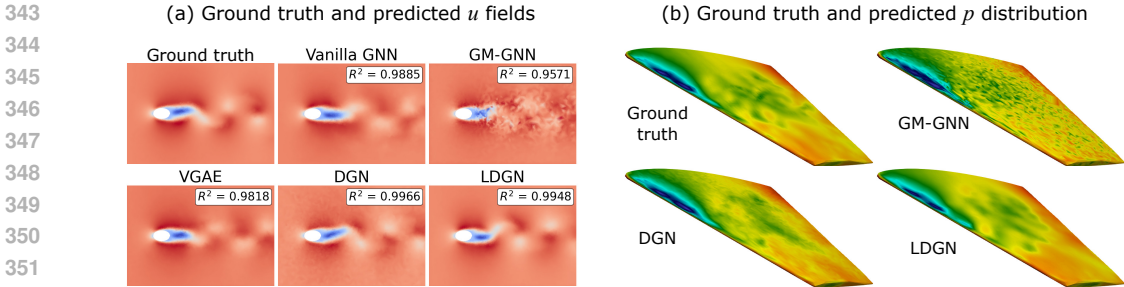 343
344
345
346
347
348
349
350
351
(a) Ground truth and predicted u fields
Ground truth
Vanilla GNN
GM-GNN
R² = 0.9885
R² = 0.9571
VGAE
DGN
LDGN
R² = 0.9818
R² = 0.9966
R² = 0.9948
(b) Ground truth and predicted p distribution
Ground
truth
GM-GNN
DGN
LDGN